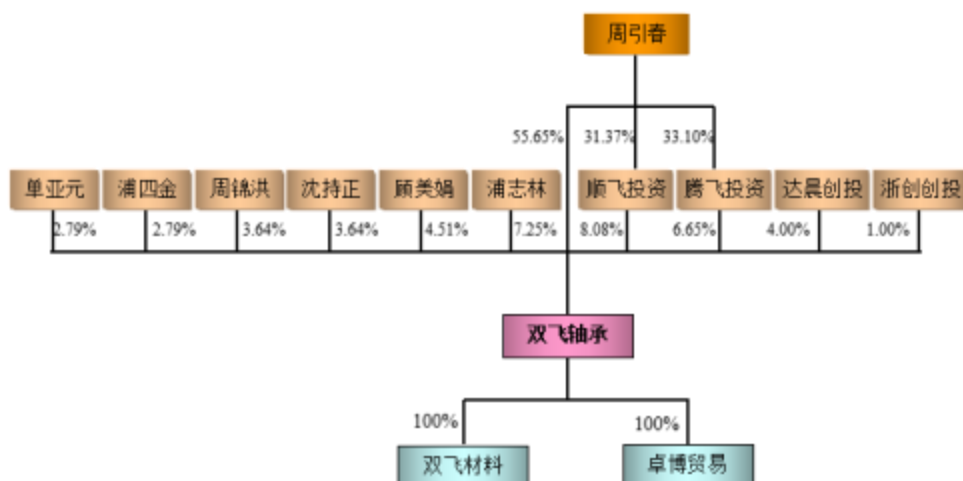 周引春
55.65% 31.37% 33.10%
单亚元 浦四金 周锦洪 沈持正 顾美娟 浦志林 顺飞投资 腾飞投资 达晨创投 浙创创投
2.79% 2.79% 3.64% 3.64% 4.51% 7.25% 8.08% 6.65% 4.00% 1.00%
双飞轴承
100% 100%
双飞材料 卓博贸易